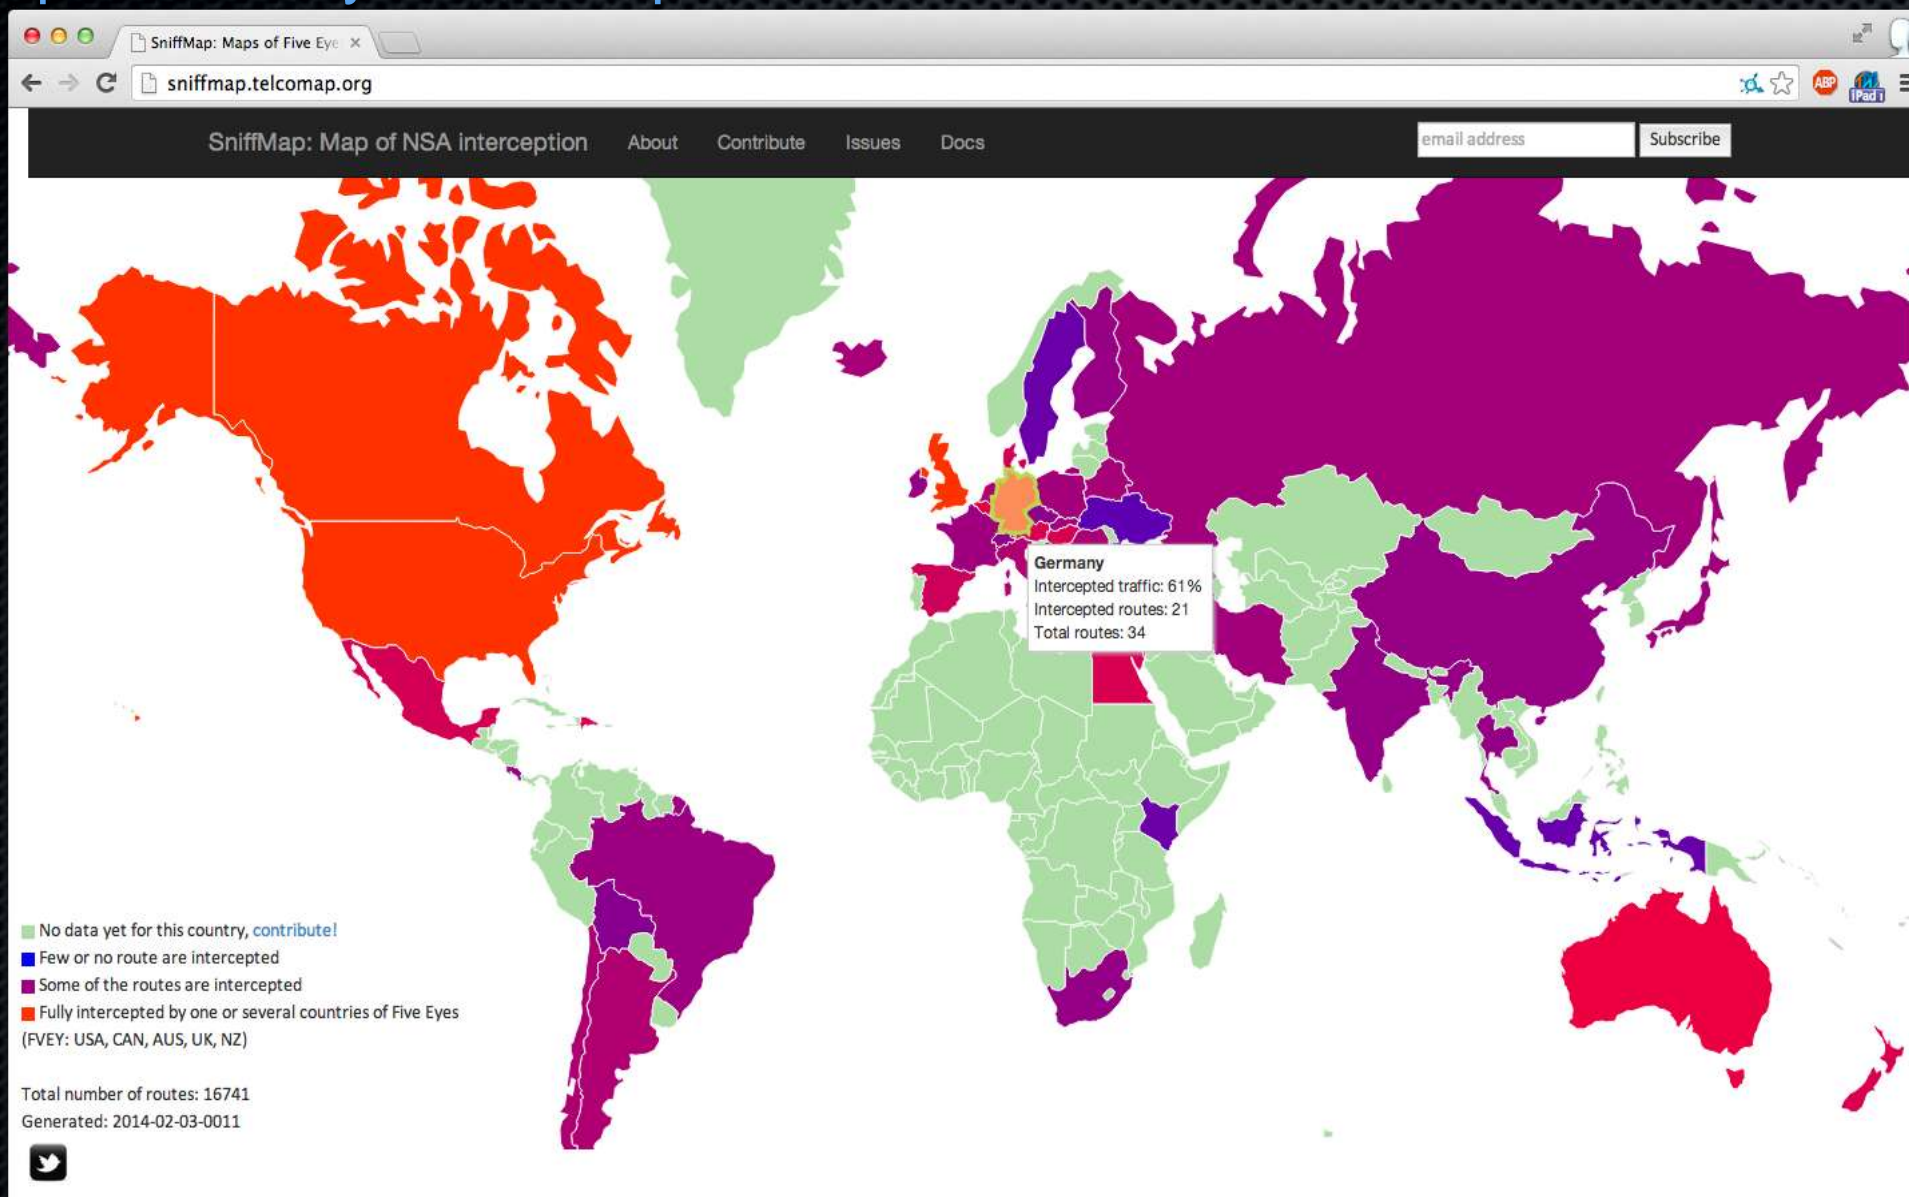 SniffMap: Maps of Five Eye
sniffmap.telcomap.org
ABP
iPad 1
SniffMap: Map of NSA interception About Contribute Issues Docs
email address Subscribe
Germany
Intercepted traffic: 61%
Intercepted routes: 21
Total routes: 34
No data yet for this country, contribute!
Few or no route are intercepted
Some of the routes are intercepted
Fully intercepted by one or several countries of Five Eyes
(FVEY: USA, CAN, AUS, UK, NZ)
Total number of routes: 16741
Generated: 2014-02-03-0011